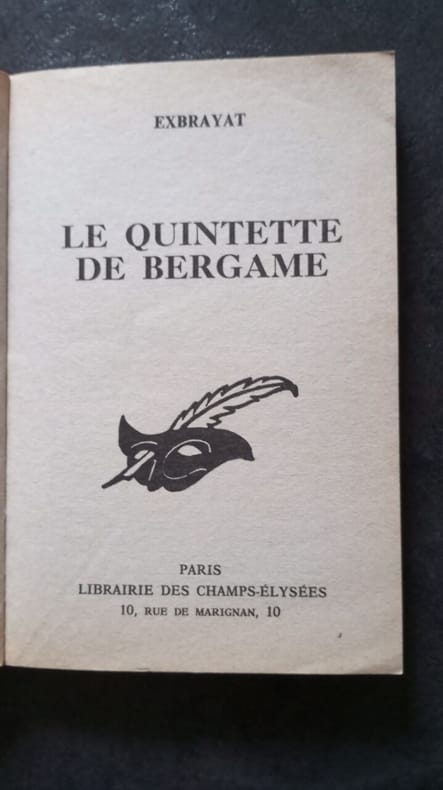 EXBRAYAT
LE QUINTETTE
DE BERGAME
PARIS
LIBRAIRIE DES CHAMPS-ÉLYSÉES
10, RUE DE MARIGNAN, 10